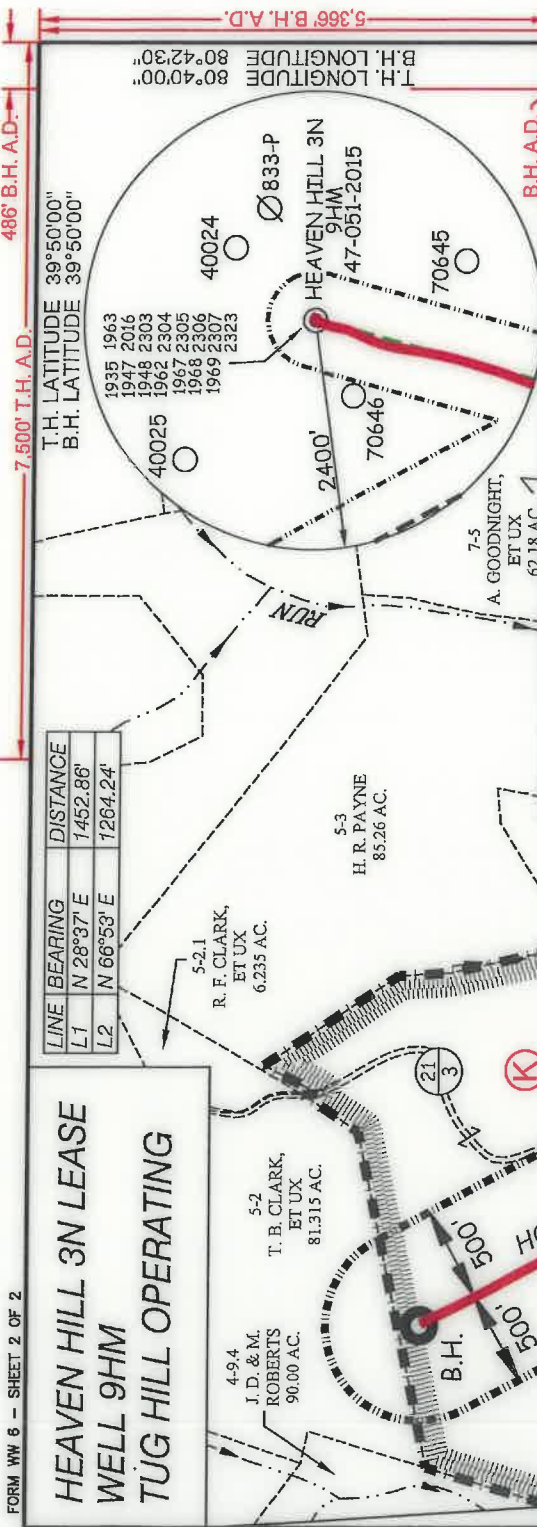 FORM WW 6 – SHEET 2 OF 2
HEAVEN HILL 3N LEASE
WELL 9HM
TUG HILL OPERATING
LINE BEARING DISTANCE
L1 N 28°37' E 1452.86'
L2 N 66°53' E 1264.24'
7,500' T.H. A.D.
486' B.H. A.D.
T.H. LATITUDE 39°50'00"
B.H. LATITUDE 39°50'00"
5,366' B.H. A.D.
T.H. LONGITUDE 80°40'00"
B.H. LONGITUDE 80°42'30"
1935 1963
1947 2016
1948 2303
1962 2304
1967 2305
1968 2306
1969 2307
2323
40025
40024
833-P
HEAVEN HILL 3N
9HM
47-051-2015
2400'
70646
70645
B.H. A.D.
RUN
7-5
A. GOODNIGHT,
ET UX
62.18 AC.
5-3
H. R. PAYNE
85.26 AC.
5-2.1
R. F. CLARK,
ET UX
6.235 AC.
5-2
T. B. CLARK,
ET UX
81.315 AC.
4-9.4
J. D. & M.
ROBERTS
90.00 AC.
21
3
K
B.H.
500'
500'